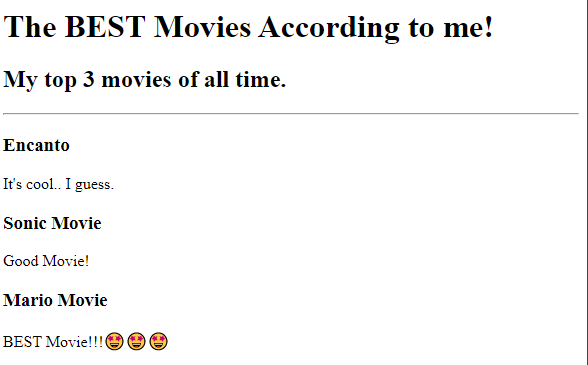 The BEST Movies According to me!
My top 3 movies of all time.
Encanto
It's cool.. I guess.
Sonic Movie
Good Movie!
Mario Movie
BEST Movie!!!🤩🤩🤩